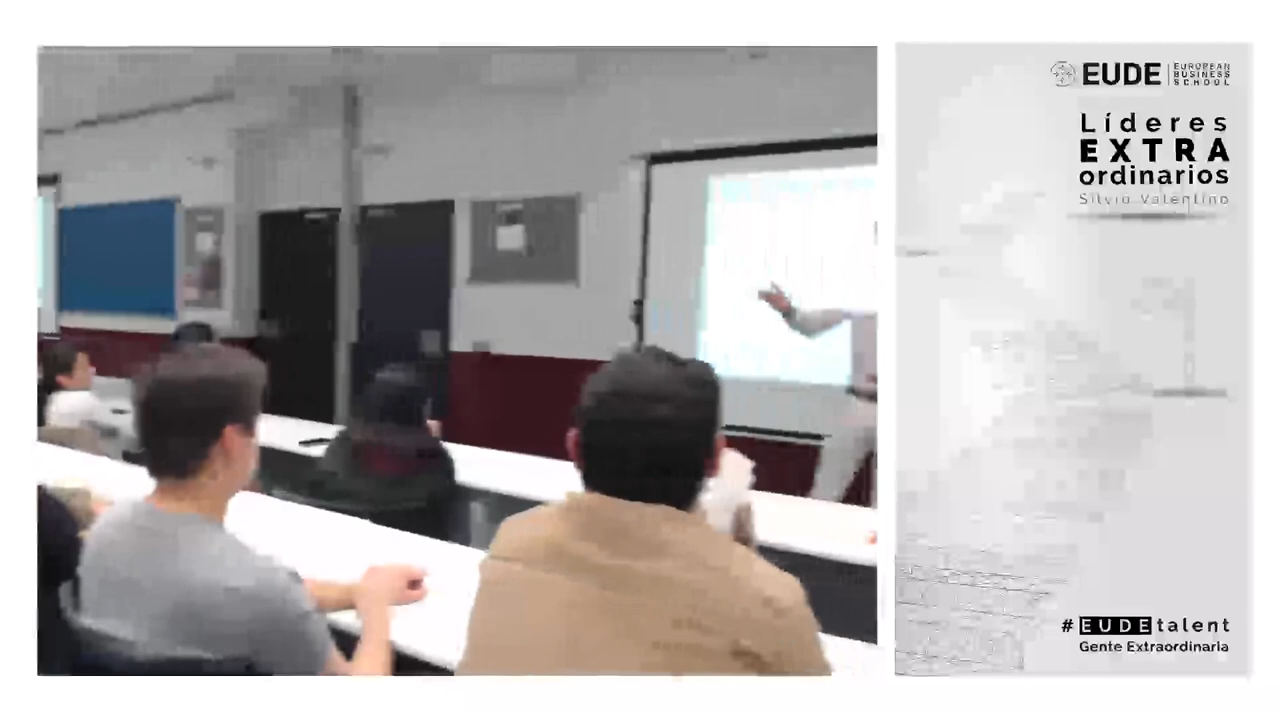 EUDE
EUROPEAN
BUSINESS
SCHOOL
Líderes
EXTRA
ordinarios
Silvio Valentino
#EUDEtalent
Gente Extraordinaria